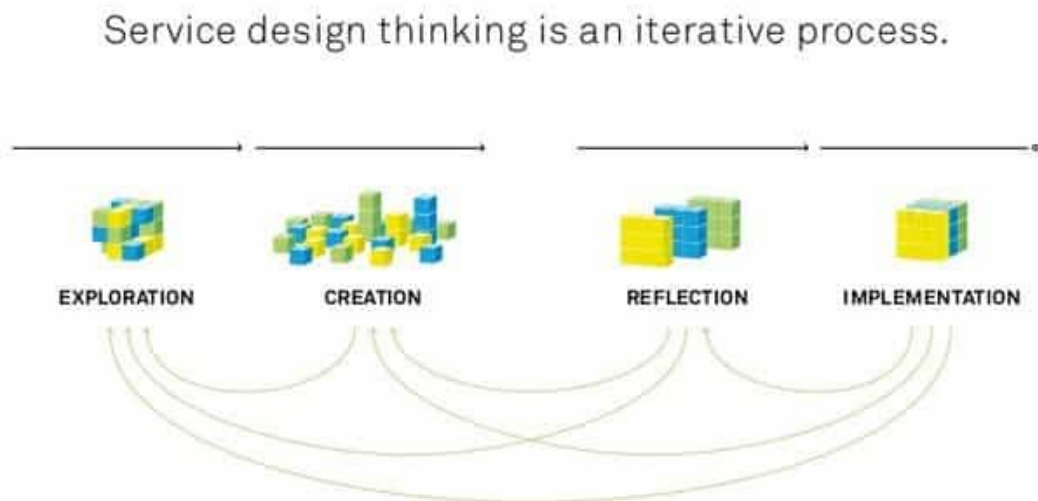 Service design thinking is an iterative process.
EXPLORATION
CREATION
REFLECTION
IMPLEMENTATION